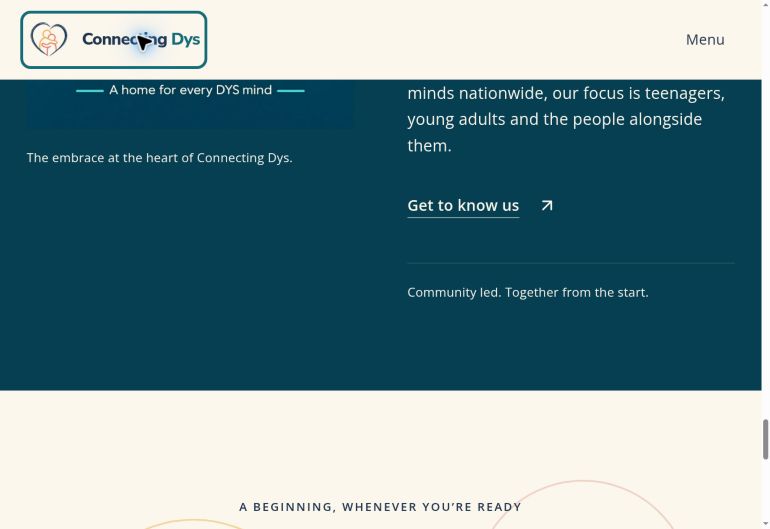 Connecting Dys
Menu
A home for every DYS mind
The embrace at the heart of Connecting Dys.
minds nationwide, our focus is teenagers,
young adults and the people alongside
them.
Get to know us
Community led. Together from the start.
A BEGINNING, WHENEVER YOU’RE READY